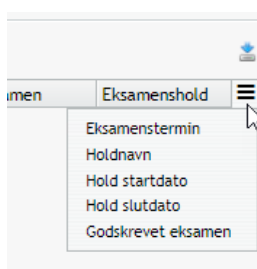 amen Eksamenshold
Eksamenstermin
Holdnavn
Hold startdato
Hold slutdato
Godskrevet eksamen